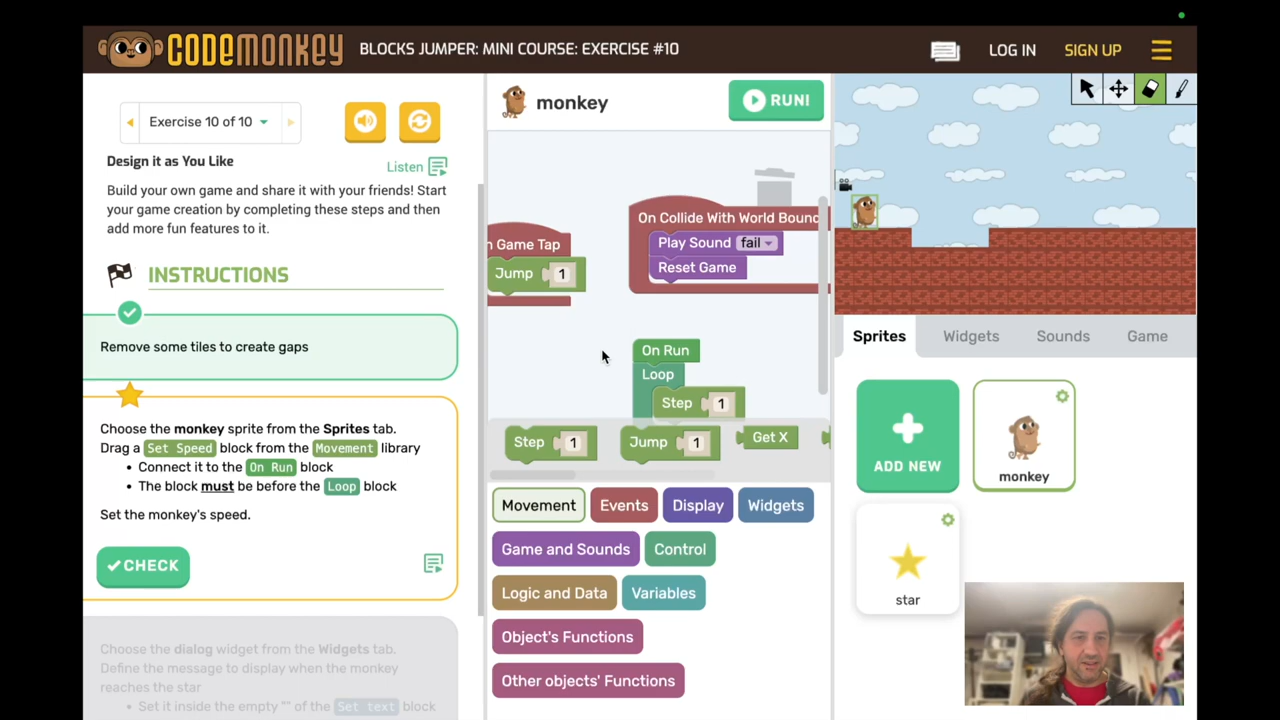 CODEMONKEY
BLOCKS JUMPER: MINI COURSE: EXERCISE #10
LOG IN
SIGN UP
Exercise 10 of 10
Design it as You Like
Listen
Build your own game and share it with your friends! Start
your game creation by completing these steps and then
add more fun features to it.
INSTRUCTIONS
Remove some tiles to create gaps
Choose the monkey sprite from the Sprites tab.
Drag a Set Speed block from the Movement library
• Connect it to the On Run block
• The block must be before the Loop block
Set the monkey's speed.
CHECK
Choose the dialog widget from the Widgets tab.
Define the message to display when the monkey
reaches the star
• Set it inside the empty "" of the Set text block
monkey
RUN!
n Game Tap
Jump 1
On Collide With World Bound
Play Sound fail
Reset Game
On Run
Loop
Step 1
Step 1
Jump 1
Get X
Movement
Events
Display
Widgets
Game and Sounds
Control
Logic and Data
Variables
Object's Functions
Other objects' Functions
Sprites
Widgets
Sounds
Game
ADD NEW
monkey
star